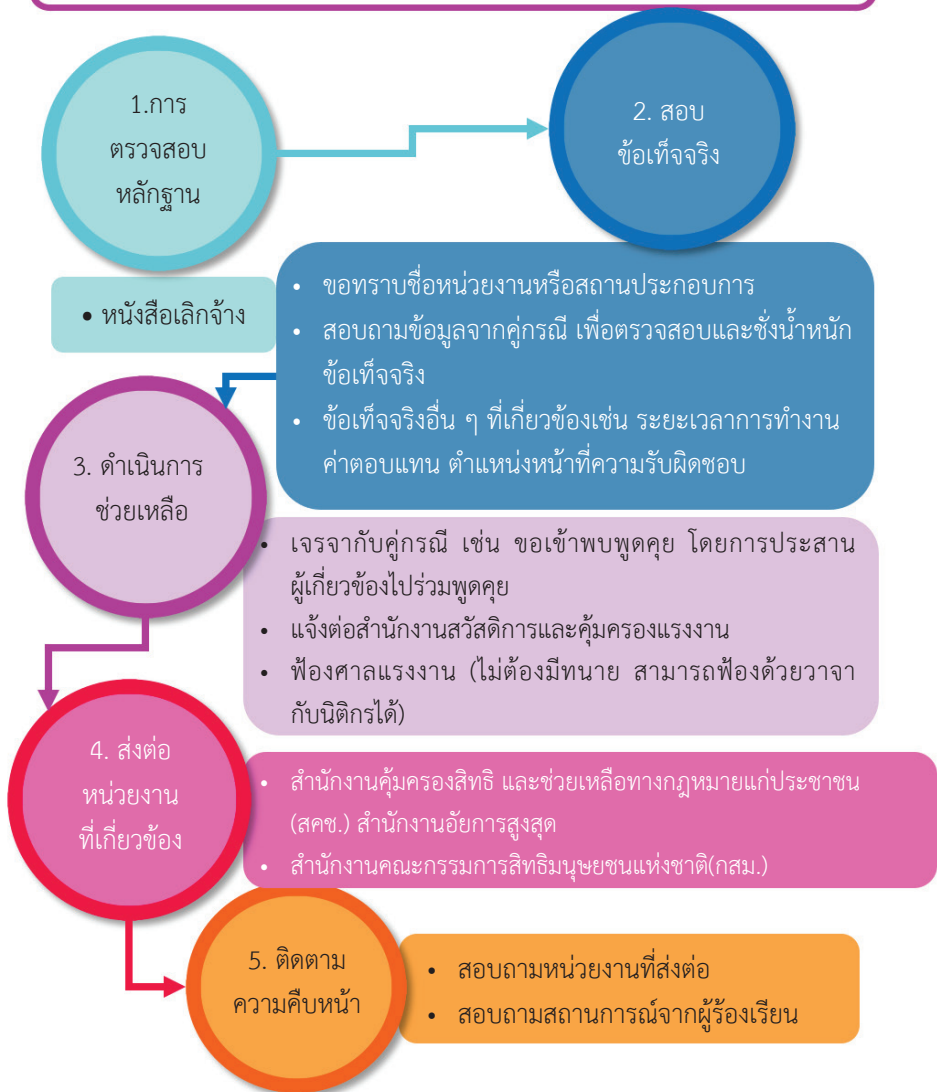 1.การ
ตรวจสอบ
หลักฐาน
2. สอบ
ข้อเท็จจริง
• หนังสือเลิกจ้าง
• ขอทราบชื่อหน่วยงานหรือสถานประกอบการ
• สอบถามข้อมูลจากคู่กรณี เพื่อตรวจสอบและชั่งน้ำหนัก
ข้อเท็จจริง
• ข้อเท็จจริงอื่น ๆ ที่เกี่ยวข้องเช่น ระยะเวลาการทำงาน
ค่าตอบแทน ตำแหน่งหน้าที่ความรับผิดชอบ
3. ดำเนินการ
ช่วยเหลือ
• เจรจากับคู่กรณี เช่น ขอเข้าพบพูดคุย โดยการประสาน
ผู้เกี่ยวข้องไปร่วมพูดคุย
• แจ้งต่อสำนักงานสวัสดิการและคุ้มครองแรงงาน
• ฟ้องศาลแรงงาน (ไม่ต้องมีทนาย สามารถฟ้องด้วยวาจา
กับนิติกรได้)
4. ส่งต่อ
หน่วยงาน
ที่เกี่ยวข้อง
• สำนักงานคุ้มครองสิทธิ และช่วยเหลือทางกฎหมายแก่ประชาชน
(สคช.) สำนักงานอัยการสูงสุด
• สำนักงานคณะกรรมการสิทธิมนุษยชนแห่งชาติ(กสม.)
5. ติดตาม
ความคืบหน้า
• สอบถามหน่วยงานที่ส่งต่อ
• สอบถามสถานการณ์จากผู้ร้องเรียน